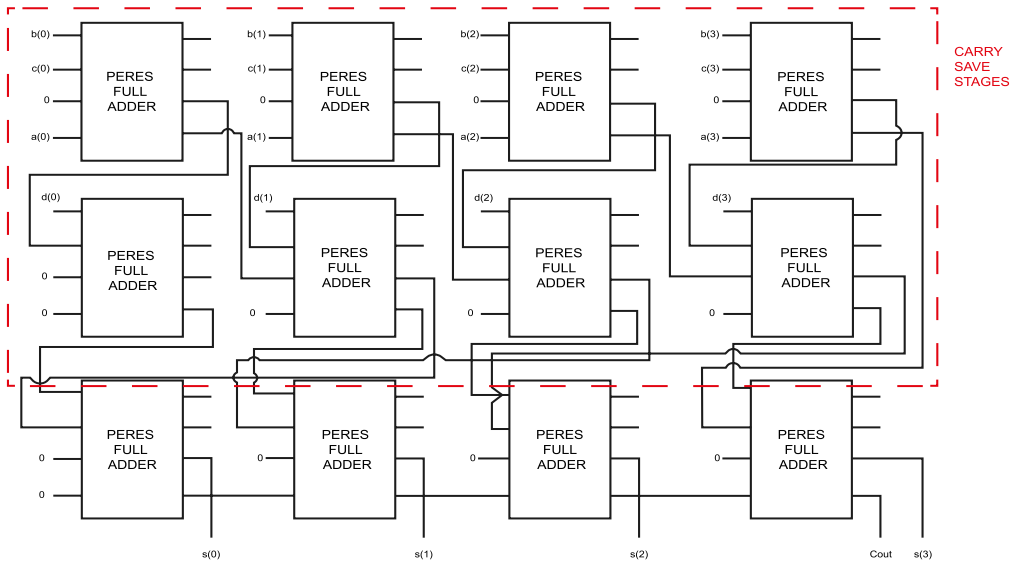 b(0)
c(0)
0
a(0)
PERES
FULL
ADDER
b(1)
c(1)
0
a(1)
PERES
FULL
ADDER
b(2)
c(2)
0
a(2)
PERES
FULL
ADDER
b(3)
c(3)
0
a(3)
PERES
FULL
ADDER
CARRY
SAVE
STAGES
d(0)
0
0
PERES
FULL
ADDER
d(1)
0
PERES
FULL
ADDER
d(2)
0
PERES
FULL
ADDER
d(3)
0
PERES
FULL
ADDER
0
0
PERES
FULL
ADDER
0
PERES
FULL
ADDER
0
PERES
FULL
ADDER
0
PERES
FULL
ADDER
s(0)
s(1)
s(2)
Cout
s(3)